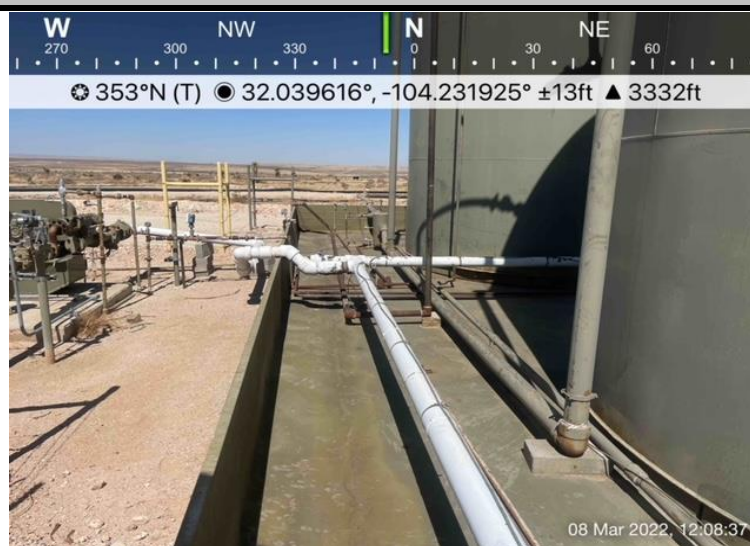 W NW N NE
270 300 330 0 30 60
353°N (T) 32.039616°, -104.231925° ±13ft ▲ 3332ft
08 Mar 2022, 12:08:37